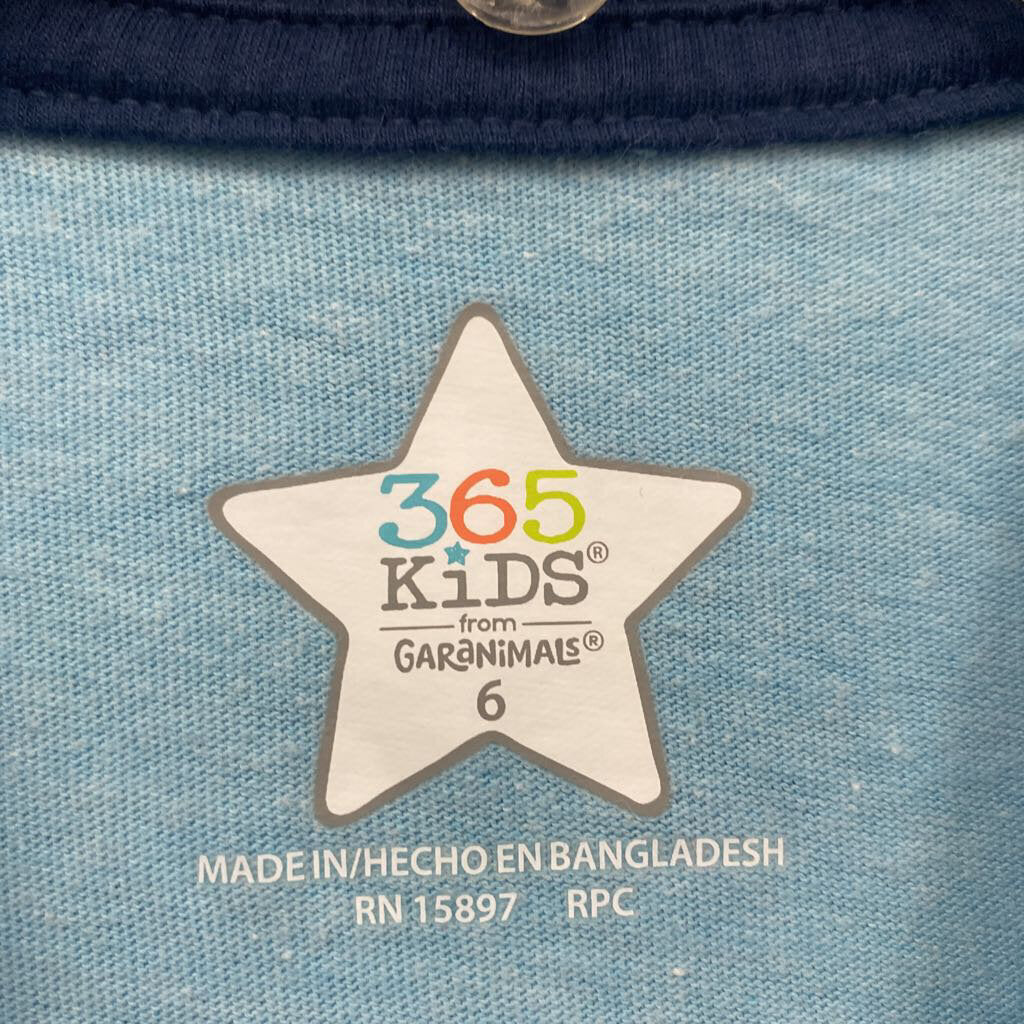 365
KiDS®
from
GARANiMALS®
6
MADE IN/HECHO EN BANGLADESH
RN 15897 RPC